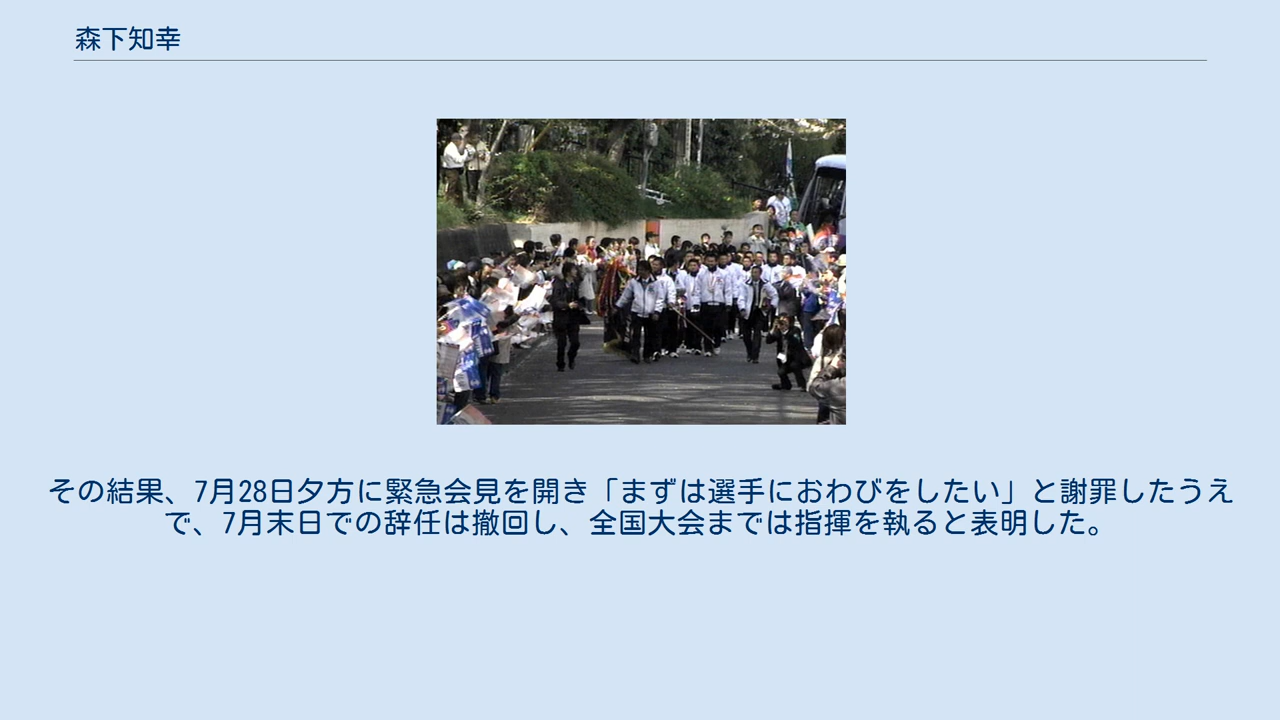 森下知幸
その結果、7月28日夕方に緊急会見を開き「まずは選手におわびをしたい」と謝罪したうえ
で、7月末日での辞任は撤回し、全国大会までは指揮を執ると表明した。